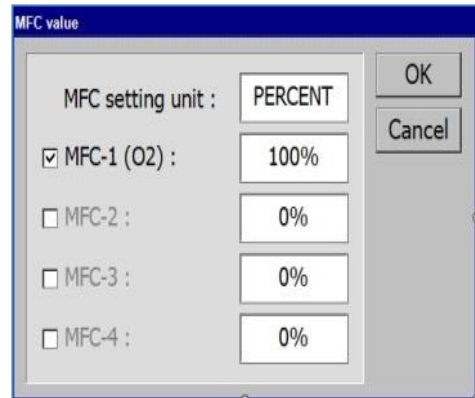 MFC value
MFC setting unit : PERCENT
MFC-1 (O2) : 100%
MFC-2 : 0%
MFC-3 : 0%
MFC-4 : 0%
OK
Cancel